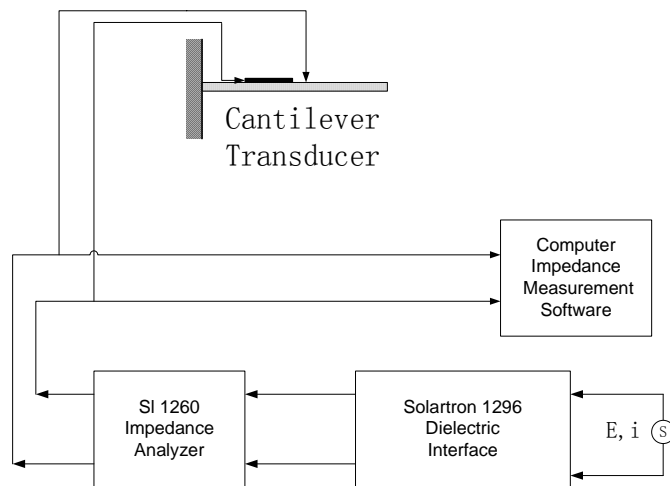 Cantilever
Transducer
Computer
Impedance
Measurement
Software
SI 1260
Impedance
Analyzer
Solartron 1296
Dielectric
Interface
E,i
S